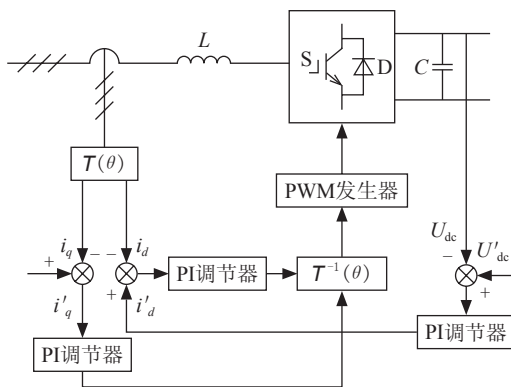 L
S
D
C
T(θ)
PWM发生器
i_q
−
−
i_d
U_dc
U'_dc
+
−
PI调节器
T⁻¹(θ)
+
+
i'_q
i'_d
PI调节器
PI调节器